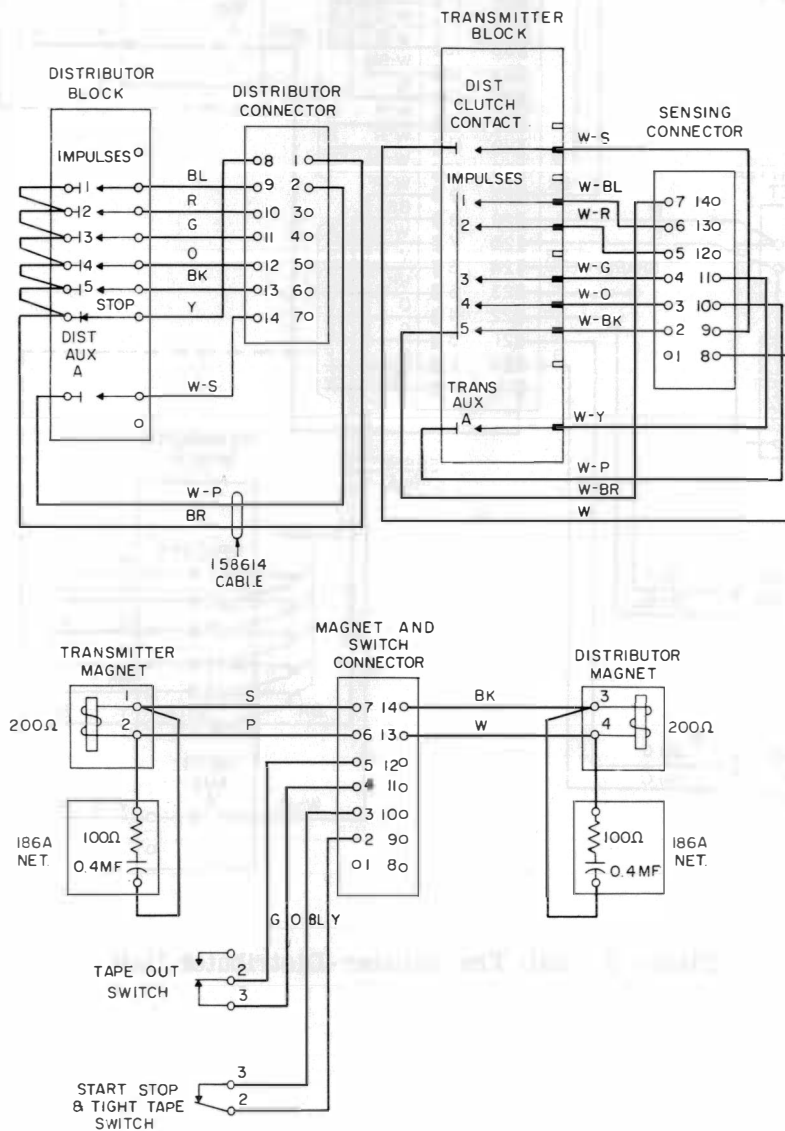 TRANSMITTER
BLOCK
DISTRIBUTOR
BLOCK
DISTRIBUTOR
CONNECTOR
DIST
CLUTCH
CONTACT
SENSING
CONNECTOR
IMPULSES
1
2
3
4
5
STOP
DIST
AUX
A
BL
R
G
O
BK
Y
W-S
8 1
9 2
10 3
11 4
12 5
13 6
14 7
W-P
BR
158614
CABLE
IMPULSES
1
2
3
4
5
TRANS
AUX
A
W-S
W-BL
W-R
W-G
W-O
W-BK
W-Y
W-P
W-BR
W
7 14
6 13
5 12
4 11
3 10
2 9
1 8
MAGNET AND
SWITCH
CONNECTOR
TRANSMITTER
MAGNET
DISTRIBUTOR
MAGNET
200Ω
1
2
S
P
7 14
6 13
5 12
4 11
3 10
2 9
1 8
BK
W
3
4
200Ω
186A
NET.
100Ω
0.4MF
100Ω
0.4MF
186A
NET.
G O BL Y
TAPE OUT
SWITCH
2
3
START STOP
& TIGHT TAPE
SWITCH
3
2